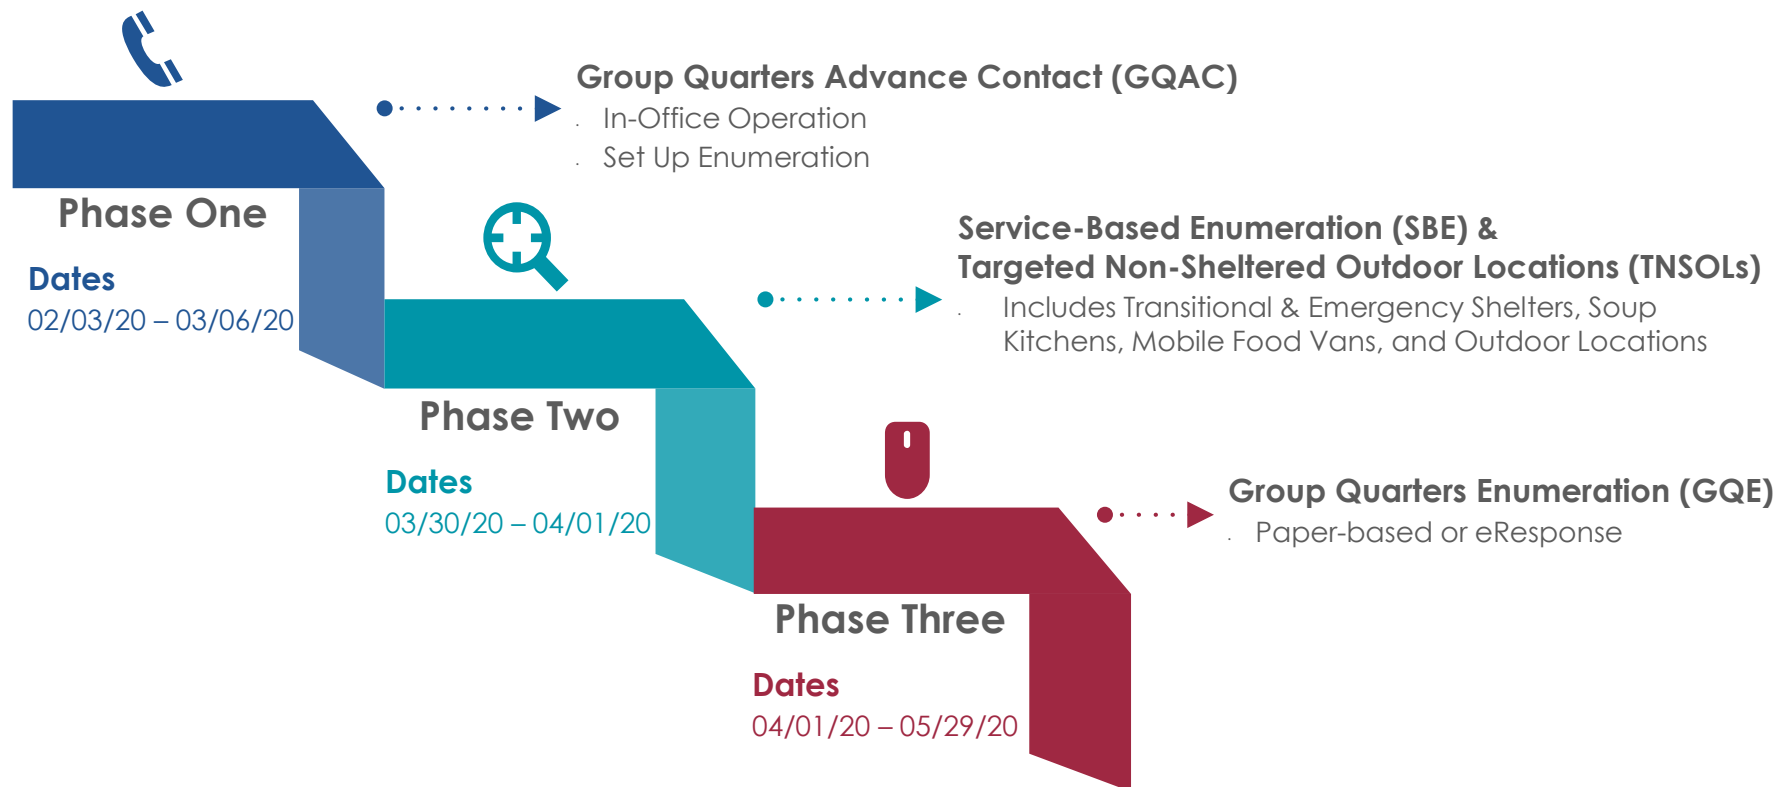 Group Quarters Advance Contact (GQAC)
· In-Office Operation
· Set Up Enumeration
Phase One
Dates
02/03/20 – 03/06/20
Service-Based Enumeration (SBE) &
Targeted Non-Sheltered Outdoor Locations (TNSOLs)
· Includes Transitional & Emergency Shelters, Soup
Kitchens, Mobile Food Vans, and Outdoor Locations
Phase Two
Dates
03/30/20 – 04/01/20
Group Quarters Enumeration (GQE)
· Paper-based or eResponse
Phase Three
Dates
04/01/20 – 05/29/20